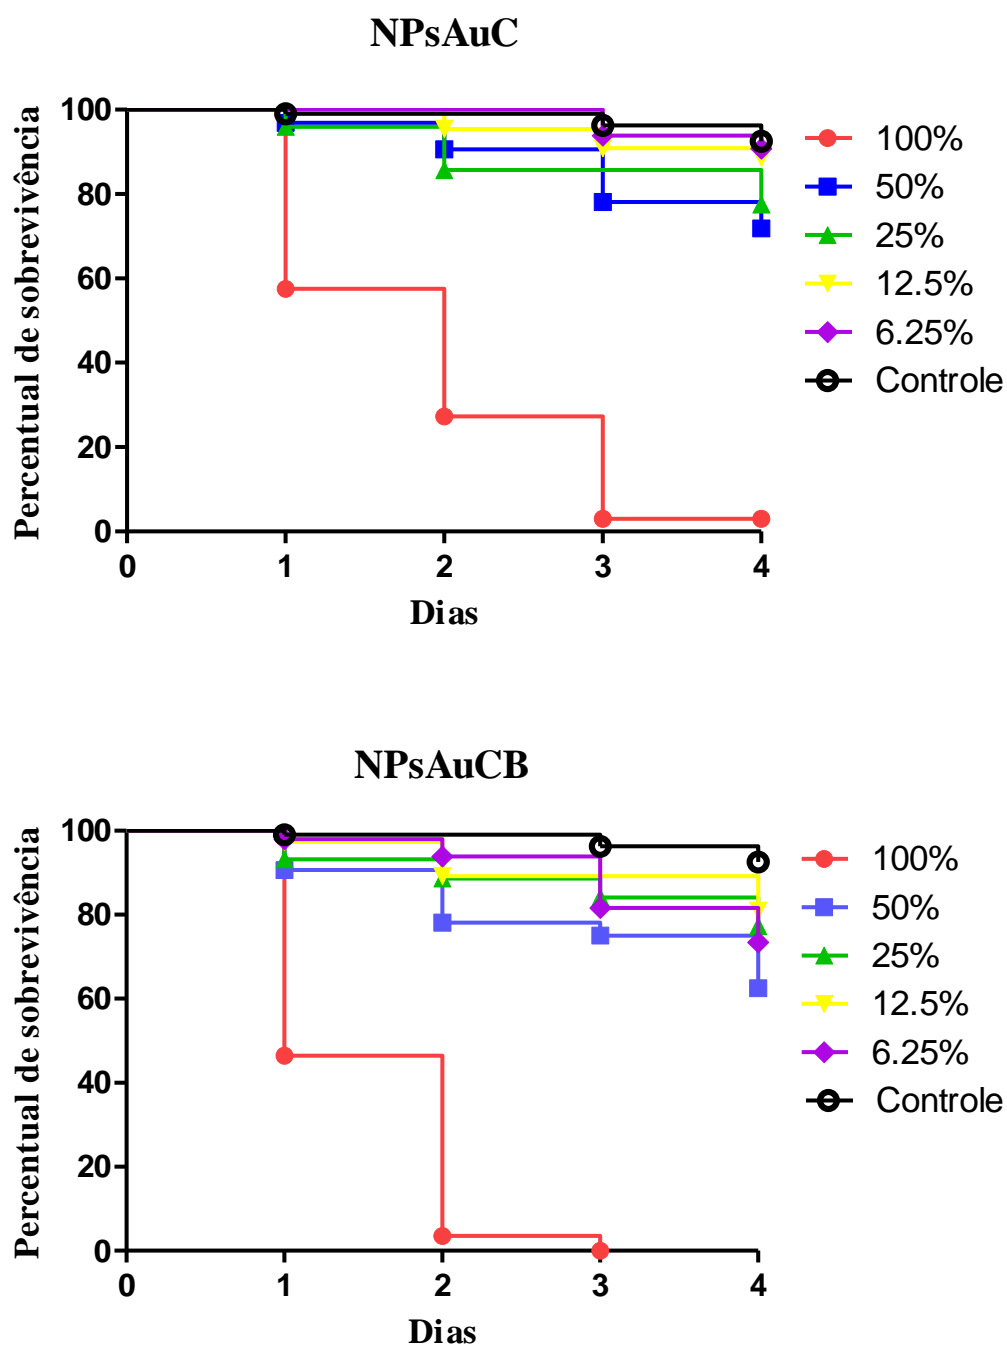 NPsAuC
Percentual de sobrevivência
100
80
60
40
20
0
0 1 2 3 4
Dias
100%
50%
25%
12.5%
6.25%
Controle
NPsAuCB
Percentual de sobrevivência
100
80
60
40
20
0
0 1 2 3 4
Dias
100%
50%
25%
12.5%
6.25%
Controle